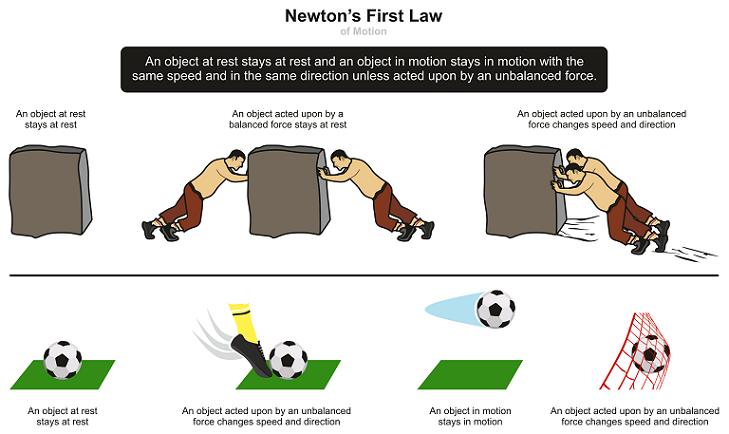 Newton's First Law
of Motion
An object at rest stays at rest and an object in motion stays in motion with the
same speed and in the same direction unless acted upon by an unbalanced force.
An object at rest
stays at rest
An object acted upon by a
balanced force stays at rest
An object acted upon by an unbalanced
force changes speed and direction
An object at rest
stays at rest
An object acted upon by an unbalanced
force changes speed and direction
An object in motion
stays in motion
An object acted upon by an unbalanced
force changes speed and direction